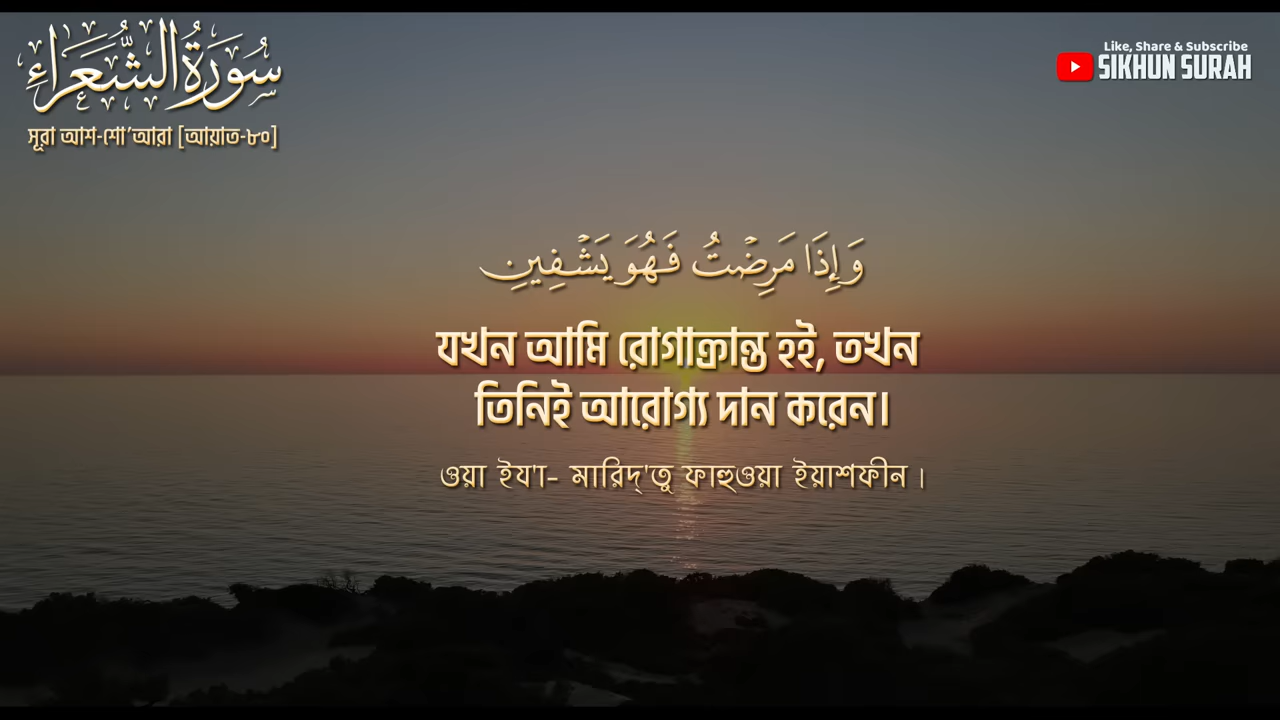 سُورَةُ الشُّعَرَاءِ
সূরা আশ-শো'আরা [আয়াত-৮০]
Like, Share & Subscribe
SIKHUN SURAH
وَإِذَا مَرِضْتُ فَهُوَ يَشْفِينِ
যখন আমি রোগাক্রান্ত হই, তখন
তিনিই আরোগ্য দান করেন।
ওয়া ইয'া- মারিদ্'তু ফাহুওয়া ইয়াশফীন।